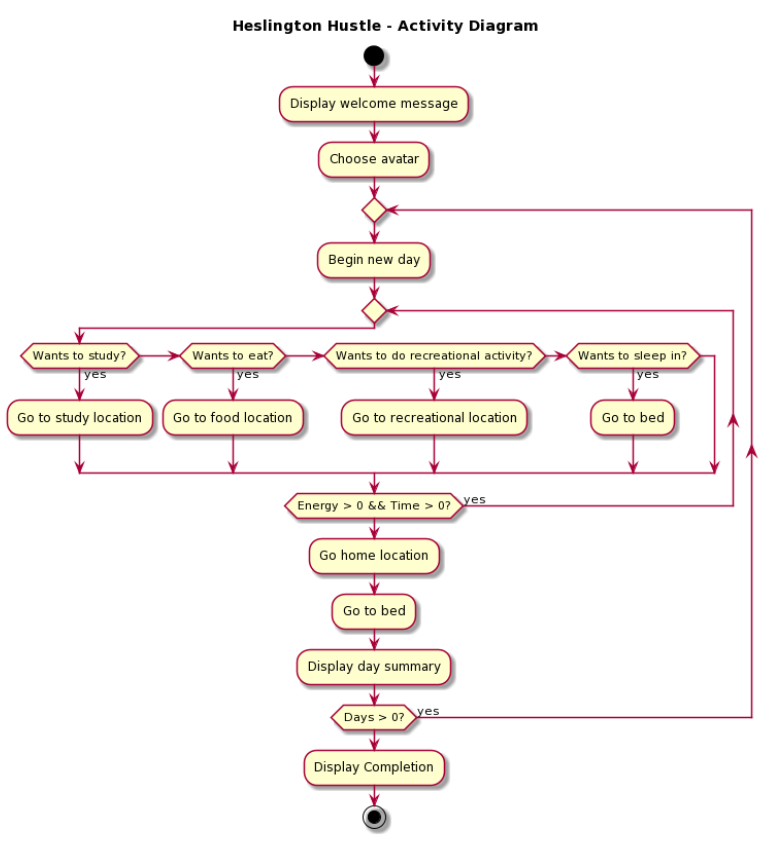 Heslington Hustle - Activity Diagram
Display welcome message
Choose avatar
Begin new day
Wants to study?
Wants to eat?
Wants to do recreational activity?
Wants to sleep in?
yes
yes
yes
yes
Go to study location
Go to food location
Go to recreational location
Go to bed
Energy > 0 && Time > 0?
yes
Go home location
Go to bed
Display day summary
Days > 0?
yes
Display Completion